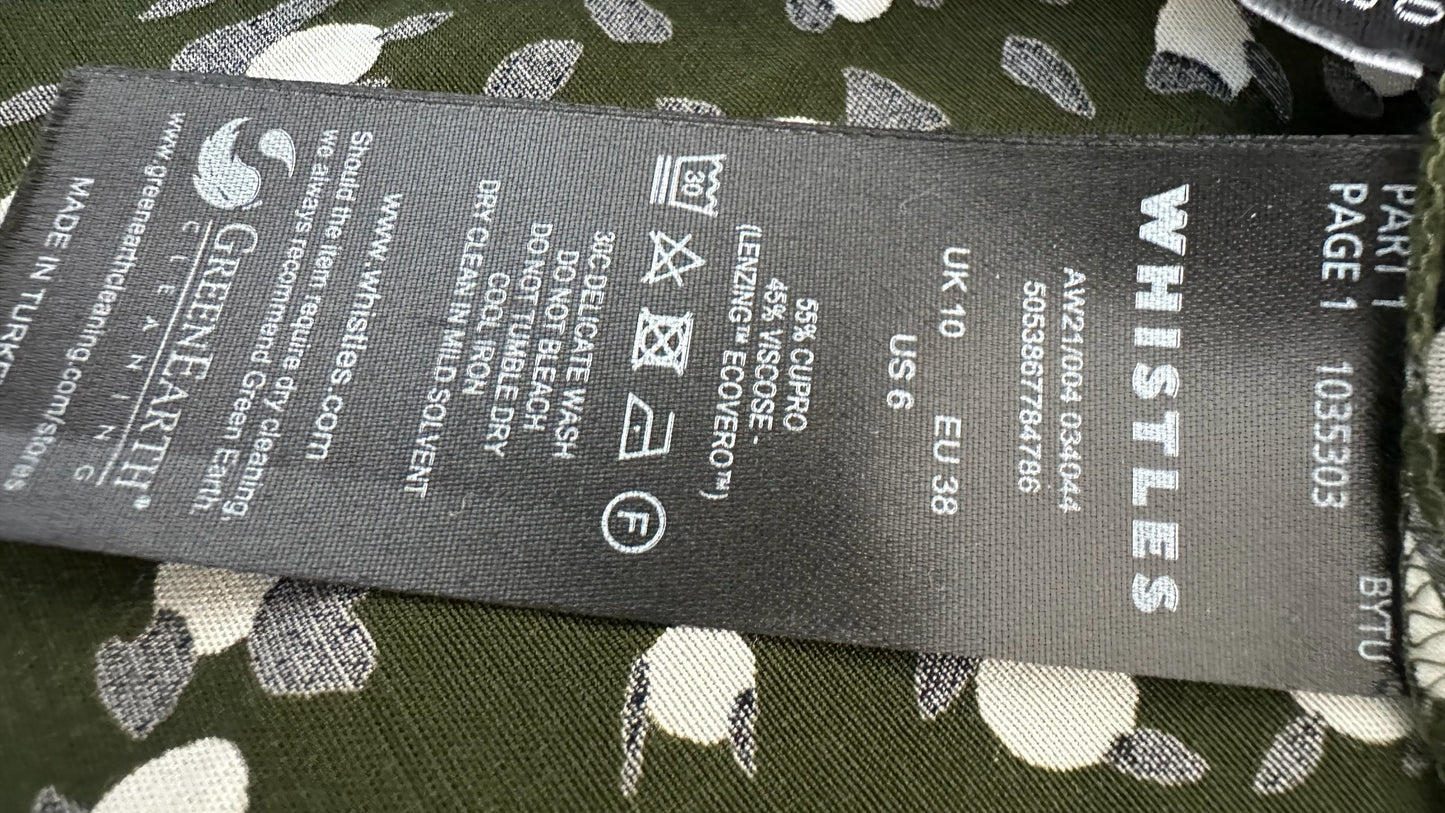 PART 1
PAGE 1 1035303 BYTU
WHISTLES
AW21/004 034044
5053867784786
UK 10 EU 38
US 6
55% CUPRO
45% VISCOSE -
(LENZING™ ECOVERO™)
30
F
30C DELICATE WASH
DO NOT BLEACH
DO NOT TUMBLE DRY
COOL IRON
DRY CLEAN IN MILD SOLVENT
www.whistles.com
Should the item require dry cleaning,
we always recommend Green Earth.
GREENEARTH®
CLEANING
www.greenearthcleaning.com/stores
MADE IN